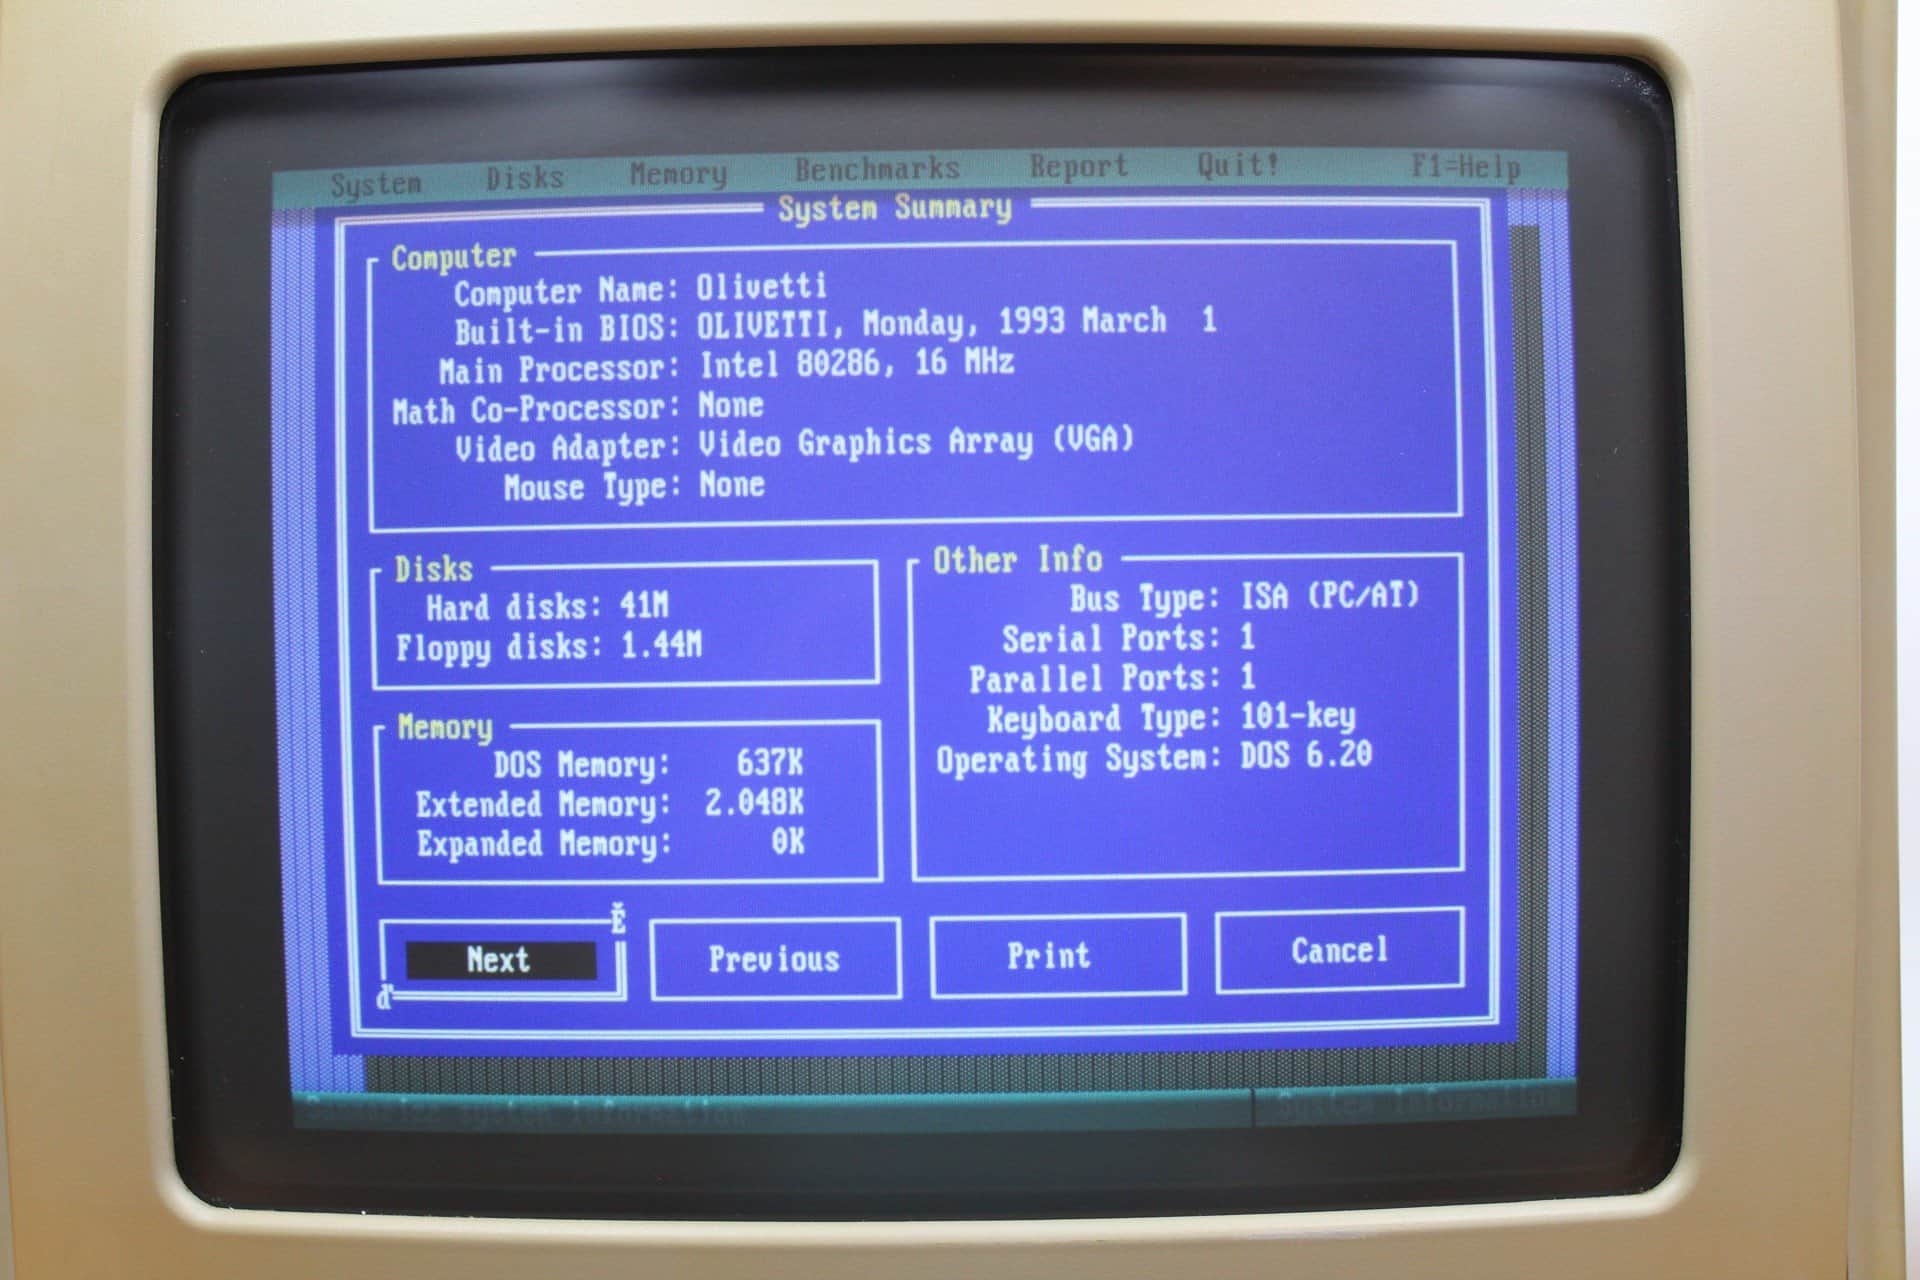 System Disks Memory Benchmarks Report Quit! F1=Help
System Summary
Computer
Computer Name: Olivetti
Built-in BIOS: OLIVETTI, Monday, 1993 March 1
Main Processor: Intel 80286, 16 MHz
Math Co-Processor: None
Video Adapter: Video Graphics Array (VGA)
Mouse Type: None
Disks
Hard disks: 41M
Floppy disks: 1.44M
Memory
DOS Memory: 637K
Extended Memory: 2.048K
Expanded Memory: 0K
Other Info
Bus Type: ISA (PC/AT)
Serial Ports: 1
Parallel Ports: 1
Keyboard Type: 101-key
Operating System: DOS 6.20
Ě
ď
Next Previous Print Cancel
system information
System Information